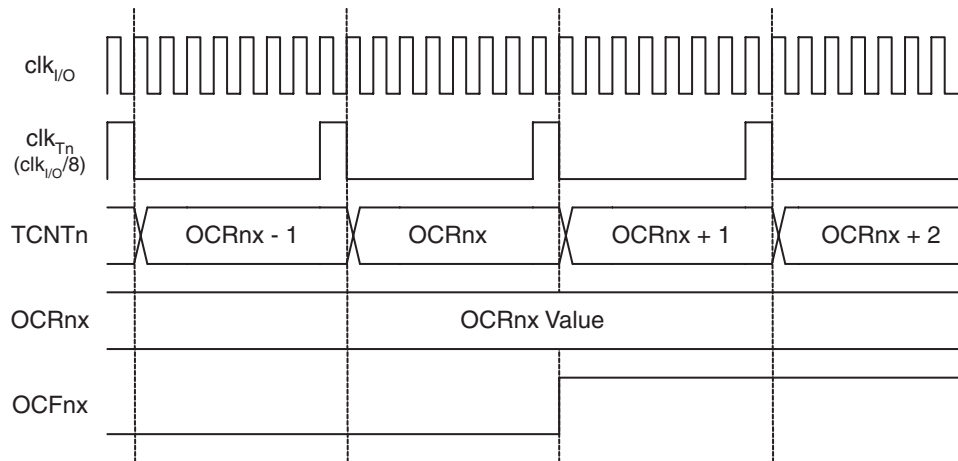 clkI/O
clkTn
(clkI/O/8)
TCNTn
OCRnx - 1
OCRnx
OCRnx + 1
OCRnx + 2
OCRnx
OCRnx Value
OCFnx